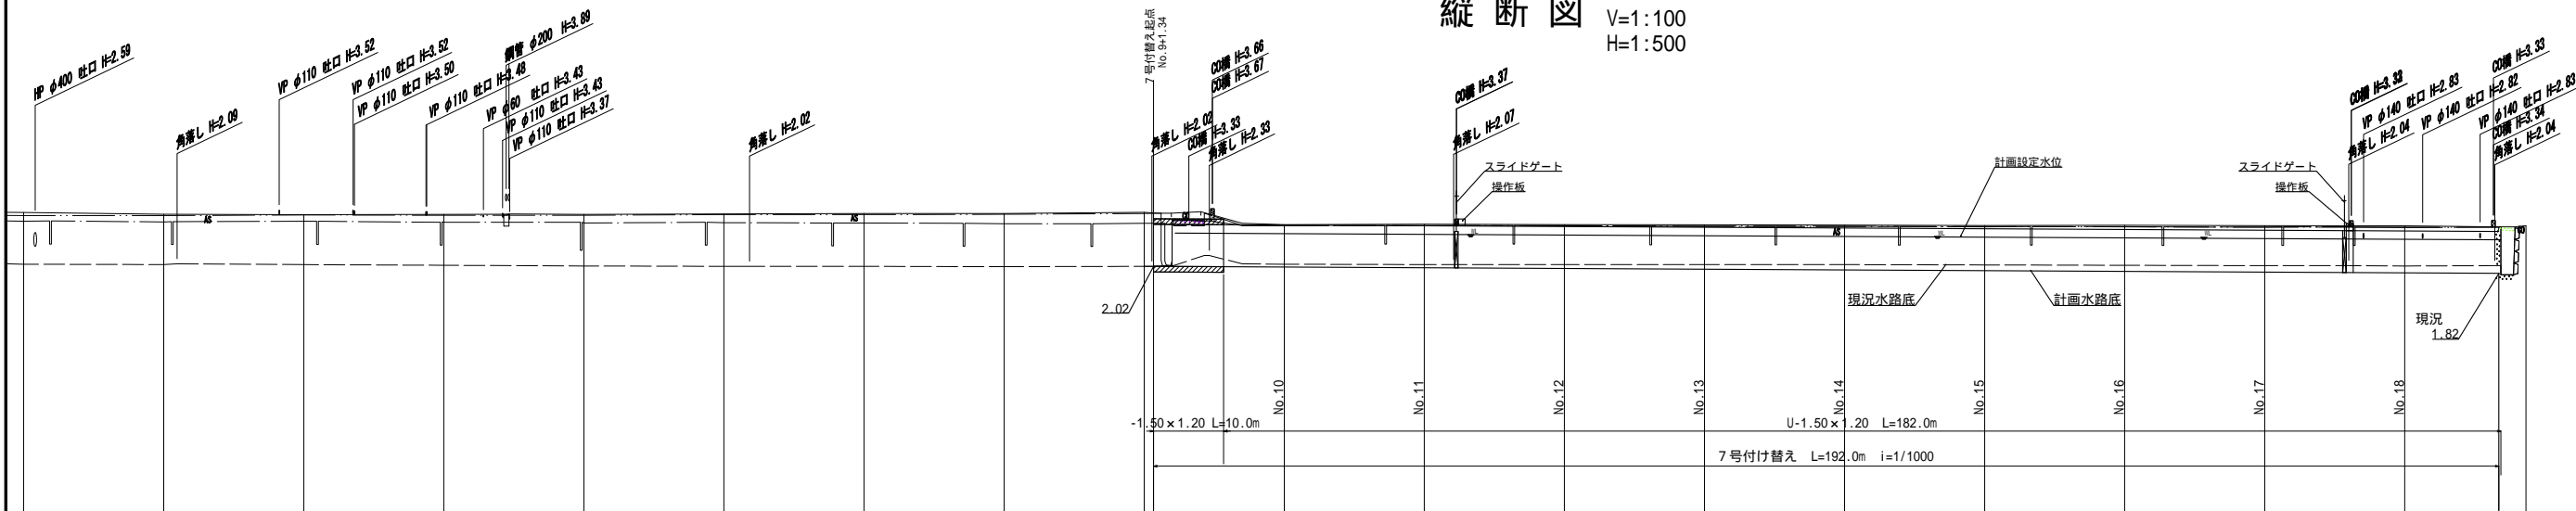 縦断図
V=1:100
H=1:500
HP φ400 吐口 H=2.59
角落し H=2.09
VP φ110 吐口 H=3.52
VP φ110 吐口 H=3.52
VP φ110 吐口 H=3.50
VP φ110 吐口 H=3.48
鋼管 φ200 H=3.89
VP φ60 吐口 H=3.43
VP φ110 吐口 H=3.43
VP φ110 吐口 H=3.37
角落し H=2.02
7号付替え起点
No.9+1.34
角落し H=2.02
CO橋 H=3.33
CO橋 H=3.66
CO橋 H=3.67
角落し H=2.33
CO橋 H=3.37
角落し H=2.07
スライドゲート
操作板
計画設定水位
スライドゲート
操作板
角落し H=2.04
VP φ140 吐口 H=2.83
VP φ140 吐口 H=2.82
VP φ140 吐口 H=2.83
CO橋 H=3.33
CO橋 H=3.34
角落し H=2.04
AS
AS
AS
2.02
現況水路底
計画水路底
現況
1.82
No.10
No.11
No.12
No.13
No.14
No.15
No.16
No.17
No.18
-1.50×1.20 L=10.0m
U-1.50×1.20 L=182.0m
7号付け替え L=192.0m i=1/1000